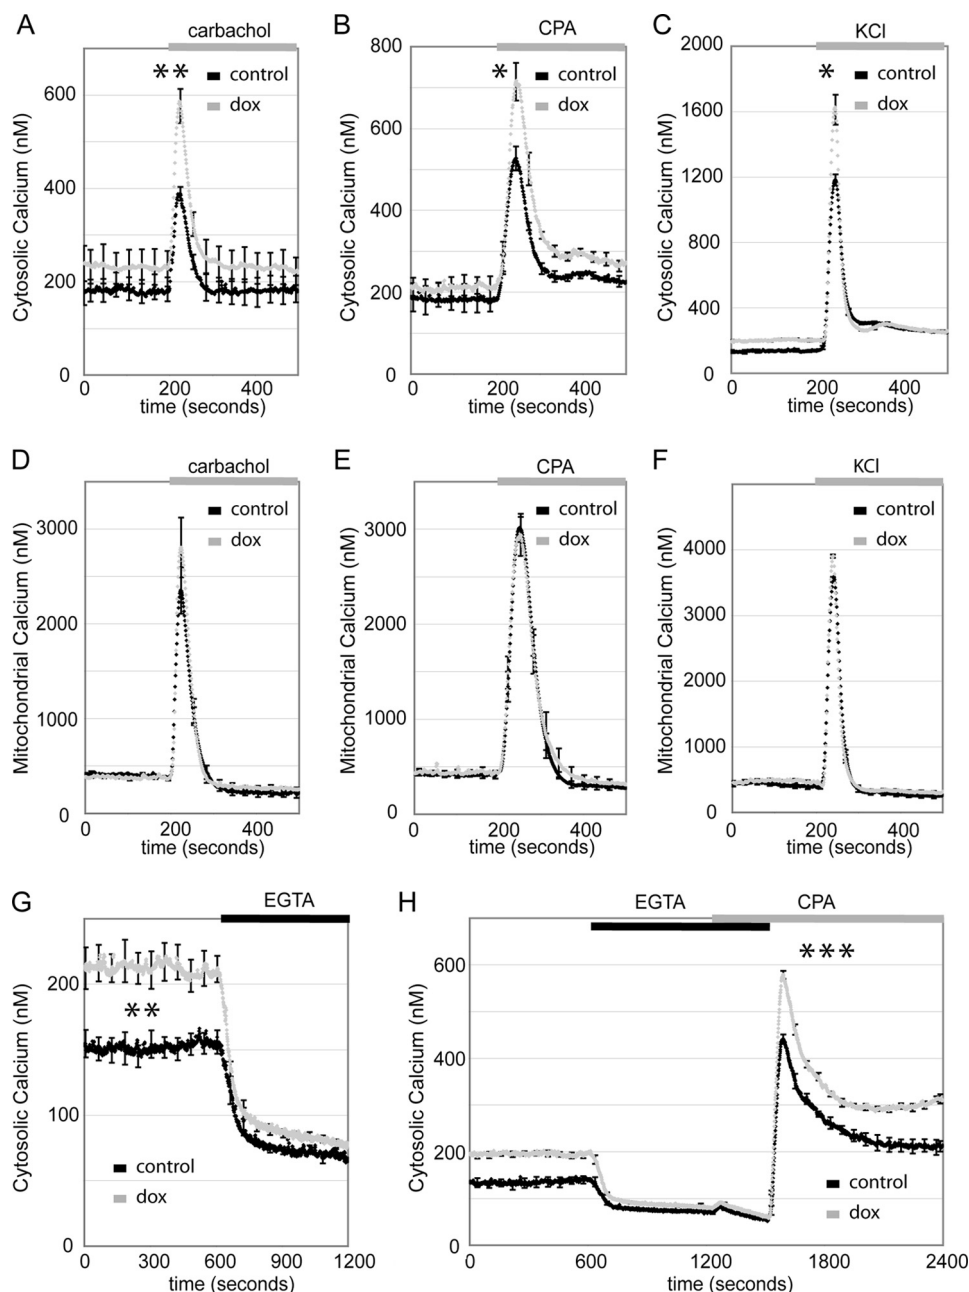 A
carbachol
** 
control
dox
Cytosolic Calcium (nM)
600
400
200
0
0
200
400
time (seconds)
B
CPA
*
control
dox
Cytosolic Calcium (nM)
800
600
400
200
0
0
200
400
time (seconds)
C
KCl
*
control
dox
Cytosolic Calcium (nM)
2000
1600
1200
800
400
0
0
200
400
time (seconds)
D
carbachol
control
dox
Mitochondrial Calcium (nM)
3000
2000
1000
0
0
200
400
time (seconds)
E
CPA
control
dox
Mitochondrial Calcium (nM)
3000
2000
1000
0
0
200
400
time (seconds)
F
KCl
control
dox
Mitochondrial Calcium (nM)
4000
3000
2000
1000
0
0
200
400
time (seconds)
G
EGTA
**
control
dox
Cytosolic Calcium (nM)
200
100
0
0
300
600
900
1200
time (seconds)
H
EGTA
CPA
***
control
dox
Cytosolic Calcium (nM)
600
400
200
0
0
600
1200
1800
2400
time (seconds)